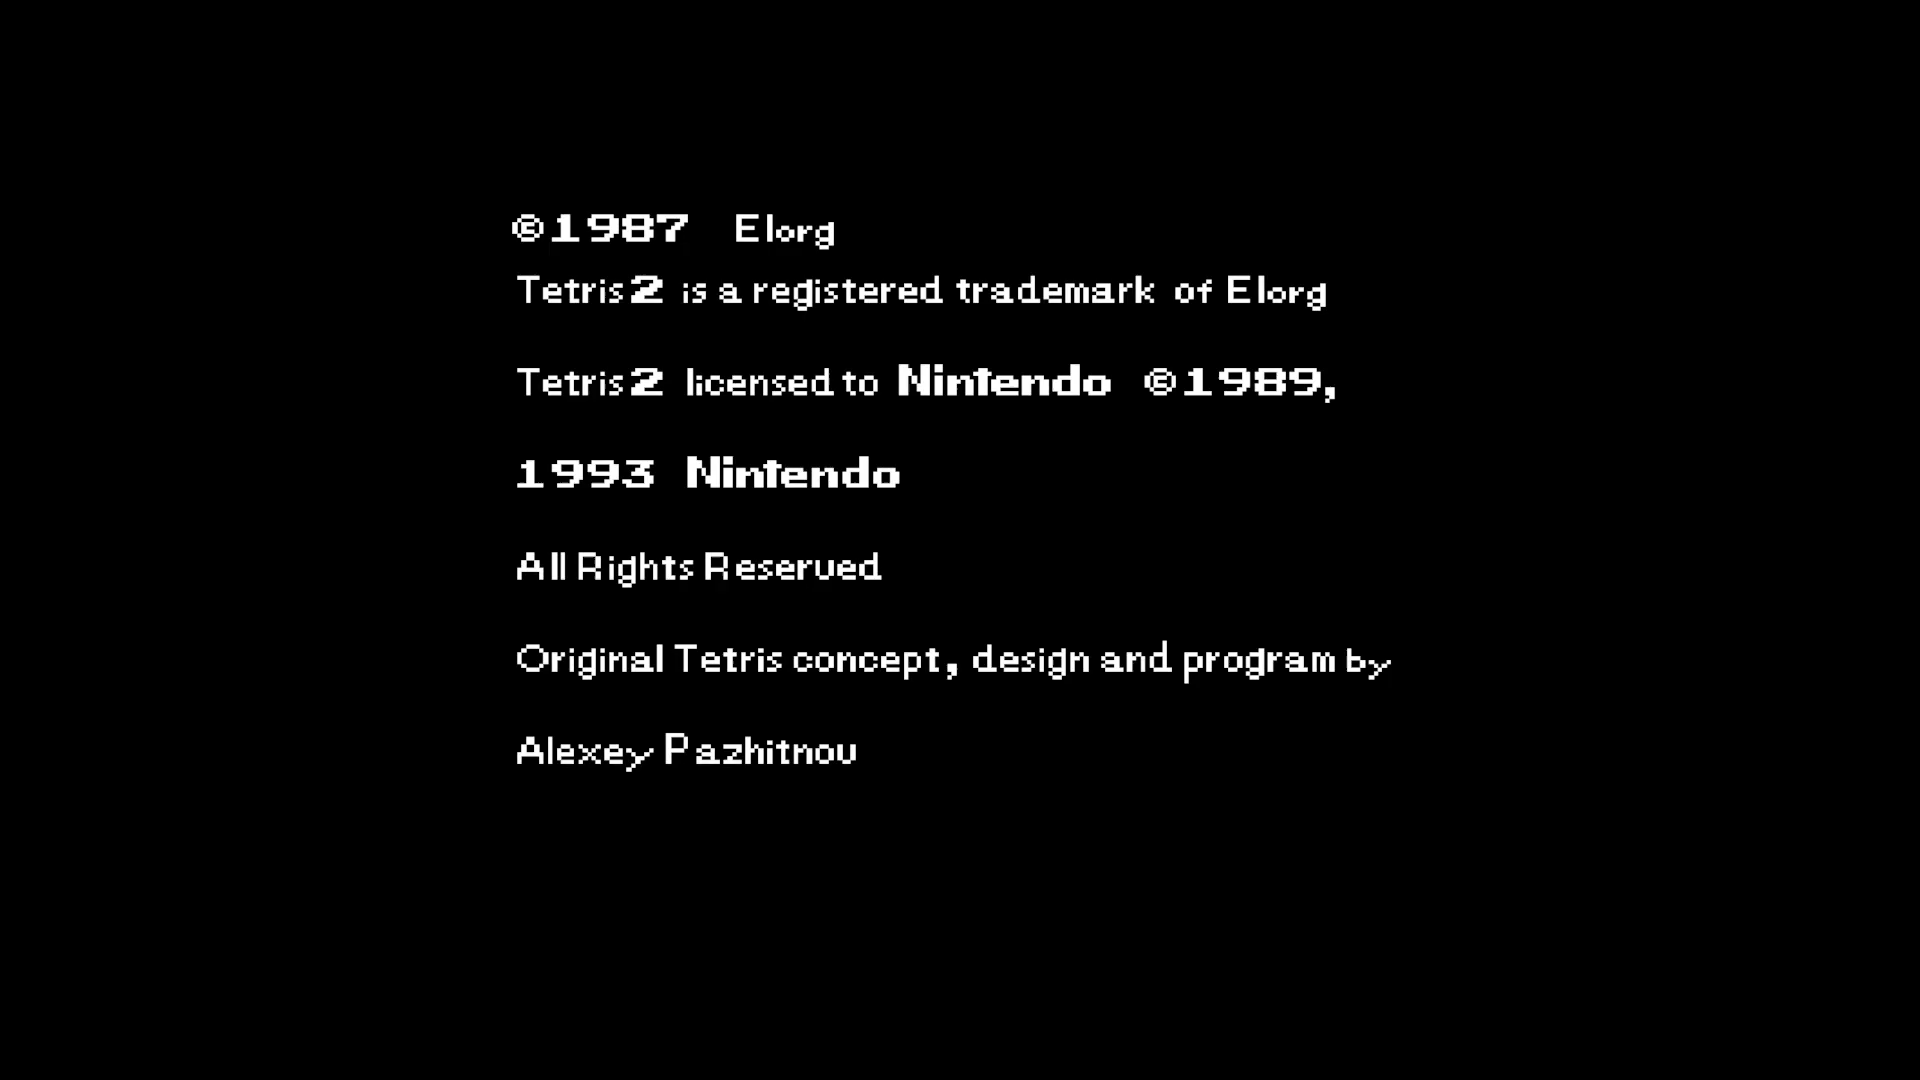 ©1987 Elorg
Tetris2 is a registered trademark of Elorg
Tetris2 licensed to Nintendo ©1989,
1993 Nintendo
All Rights Reserved
Original Tetris concept, design and program by
Alexey Pazhitnov